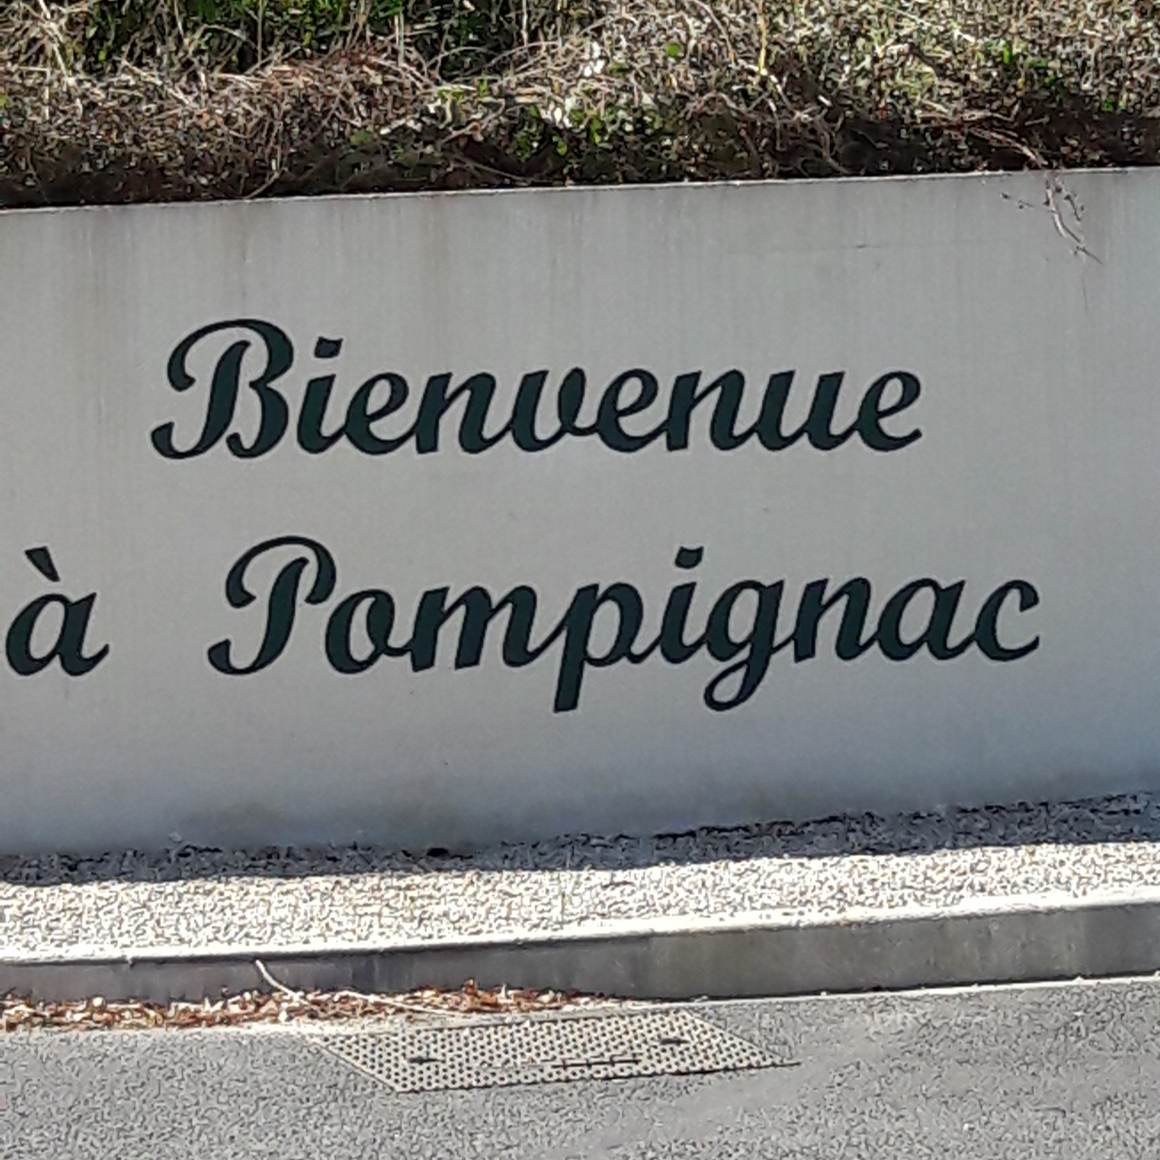 Bienvenue
à Pompignac